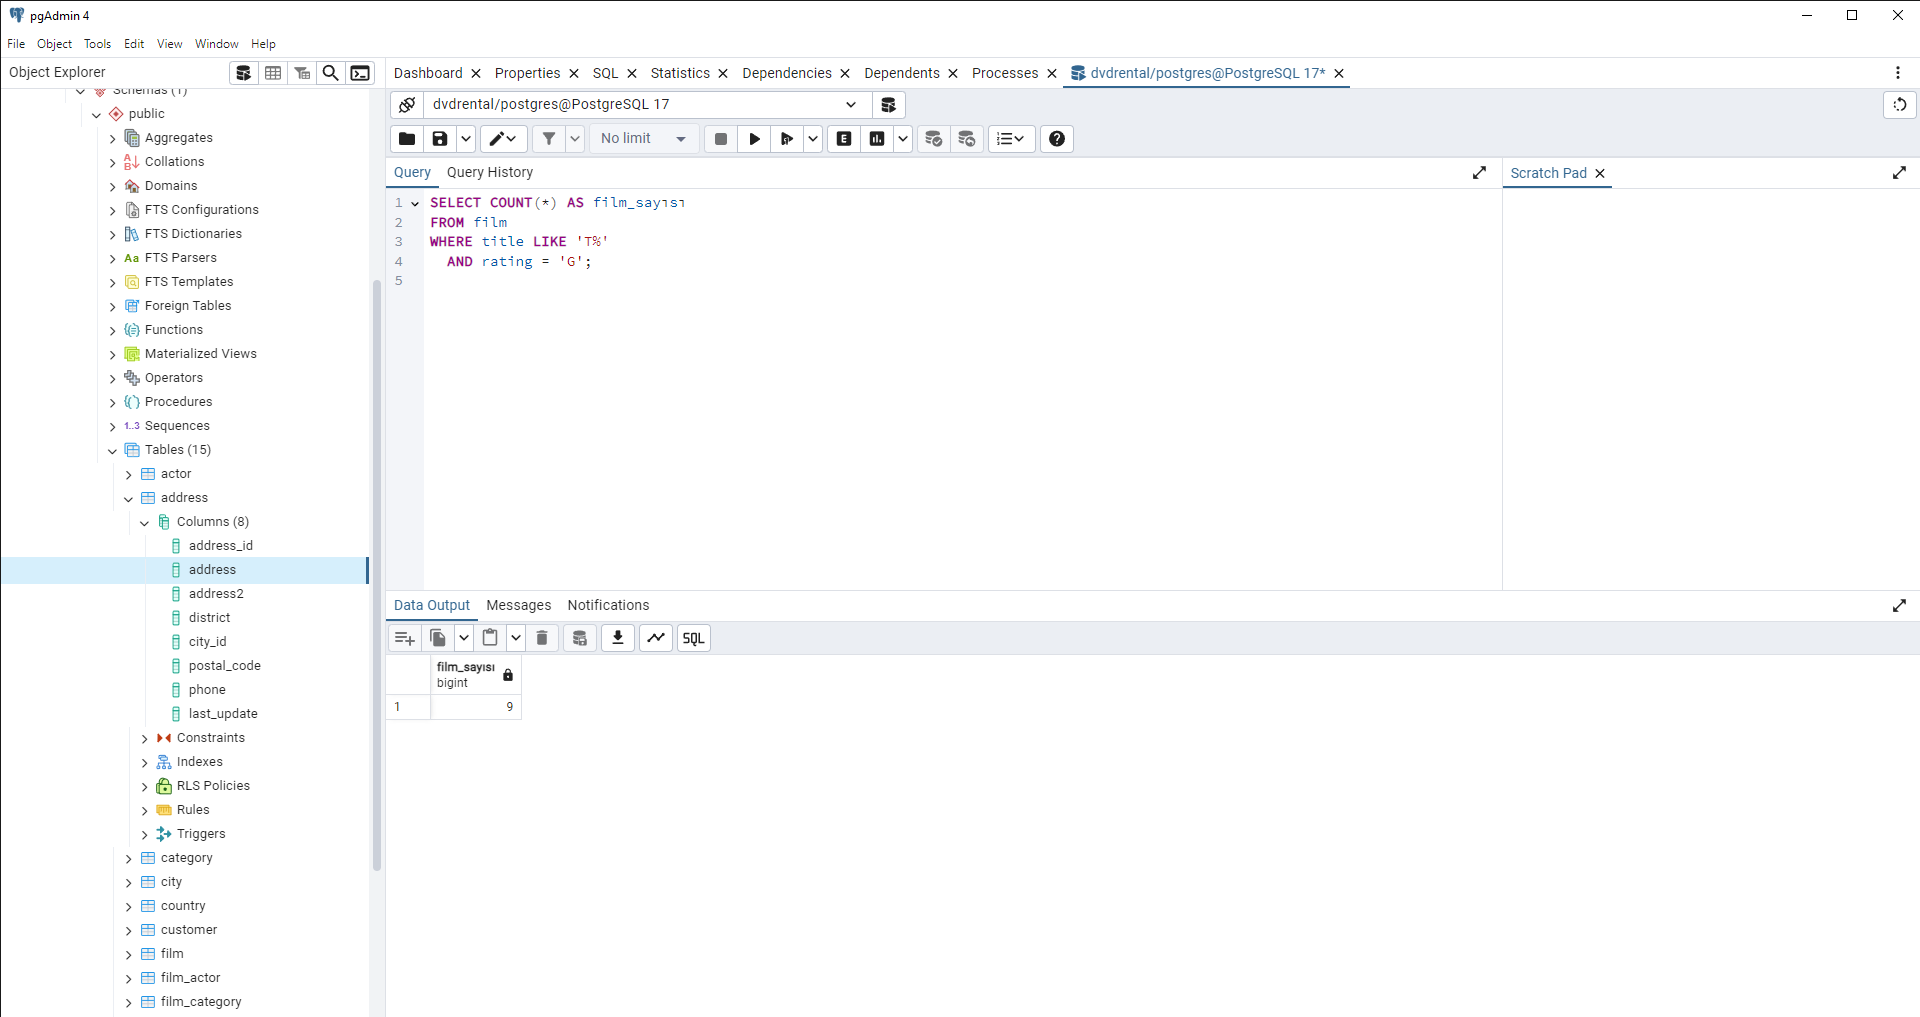 pgAdmin 4
File Object Tools Edit View Window Help
Object Explorer
Dashboard Properties SQL Statistics Dependencies Dependents Processes dvdrental/postgres@PostgreSQL 17*
dvdrental/postgres@PostgreSQL 17
No limit
E
Query Query History
Scratch Pad
1 SELECT COUNT(*) AS film_sayısı
2 FROM film
3 WHERE title LIKE 'T%'
4 AND rating = 'G';
5
Data Output Messages Notifications
SQL
film_sayısı
bigint
1 9
Schemas (1)
public
Aggregates
Collations
Domains
FTS Configurations
FTS Dictionaries
Aa FTS Parsers
FTS Templates
Foreign Tables
Functions
Materialized Views
Operators
Procedures
1..3 Sequences
Tables (15)
actor
address
Columns (8)
address_id
address
address2
district
city_id
postal_code
phone
last_update
Constraints
Indexes
RLS Policies
Rules
Triggers
category
city
country
customer
film
film_actor
film_category